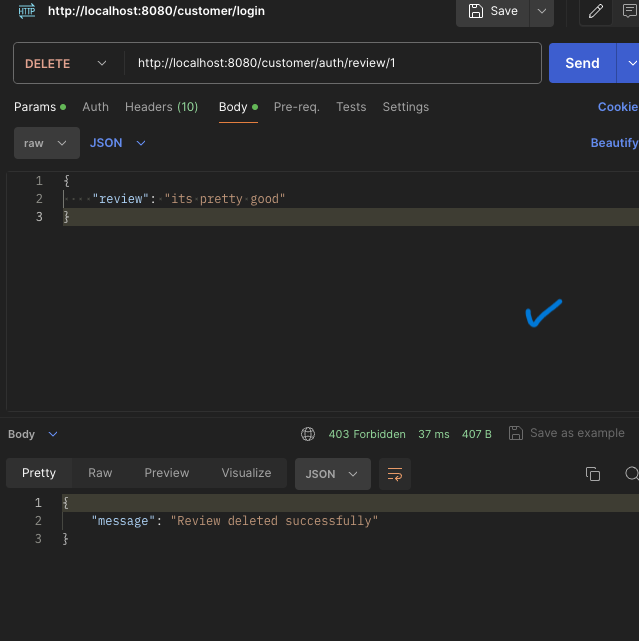 HTTP http://localhost:8080/customer/login Save
DELETE http://localhost:8080/customer/auth/review/1 Send
Params Auth Headers (10) Body Pre-req. Tests Settings Cookie
raw JSON Beautify
1 {
2 "review": "its pretty good"
3 }
Body 403 Forbidden 37 ms 407 B Save as example
Pretty Raw Preview Visualize JSON
1 {
2 "message": "Review deleted successfully"
3 }